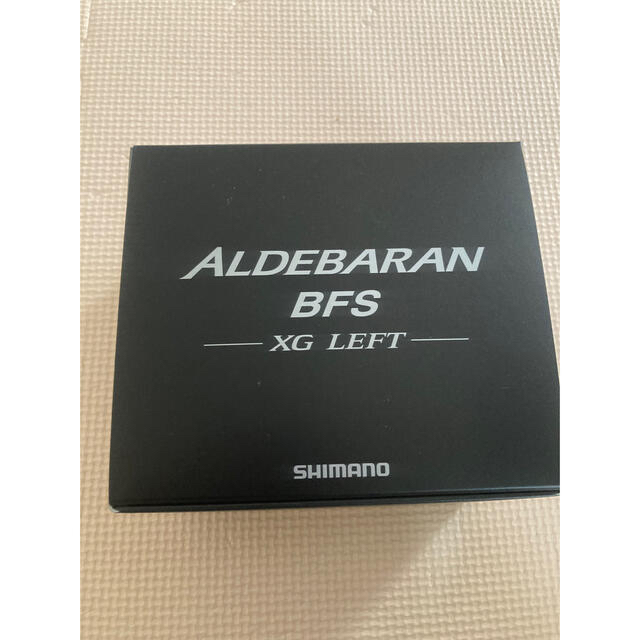 ALDEBARAN
BFS
XG LEFT
SHIMANO